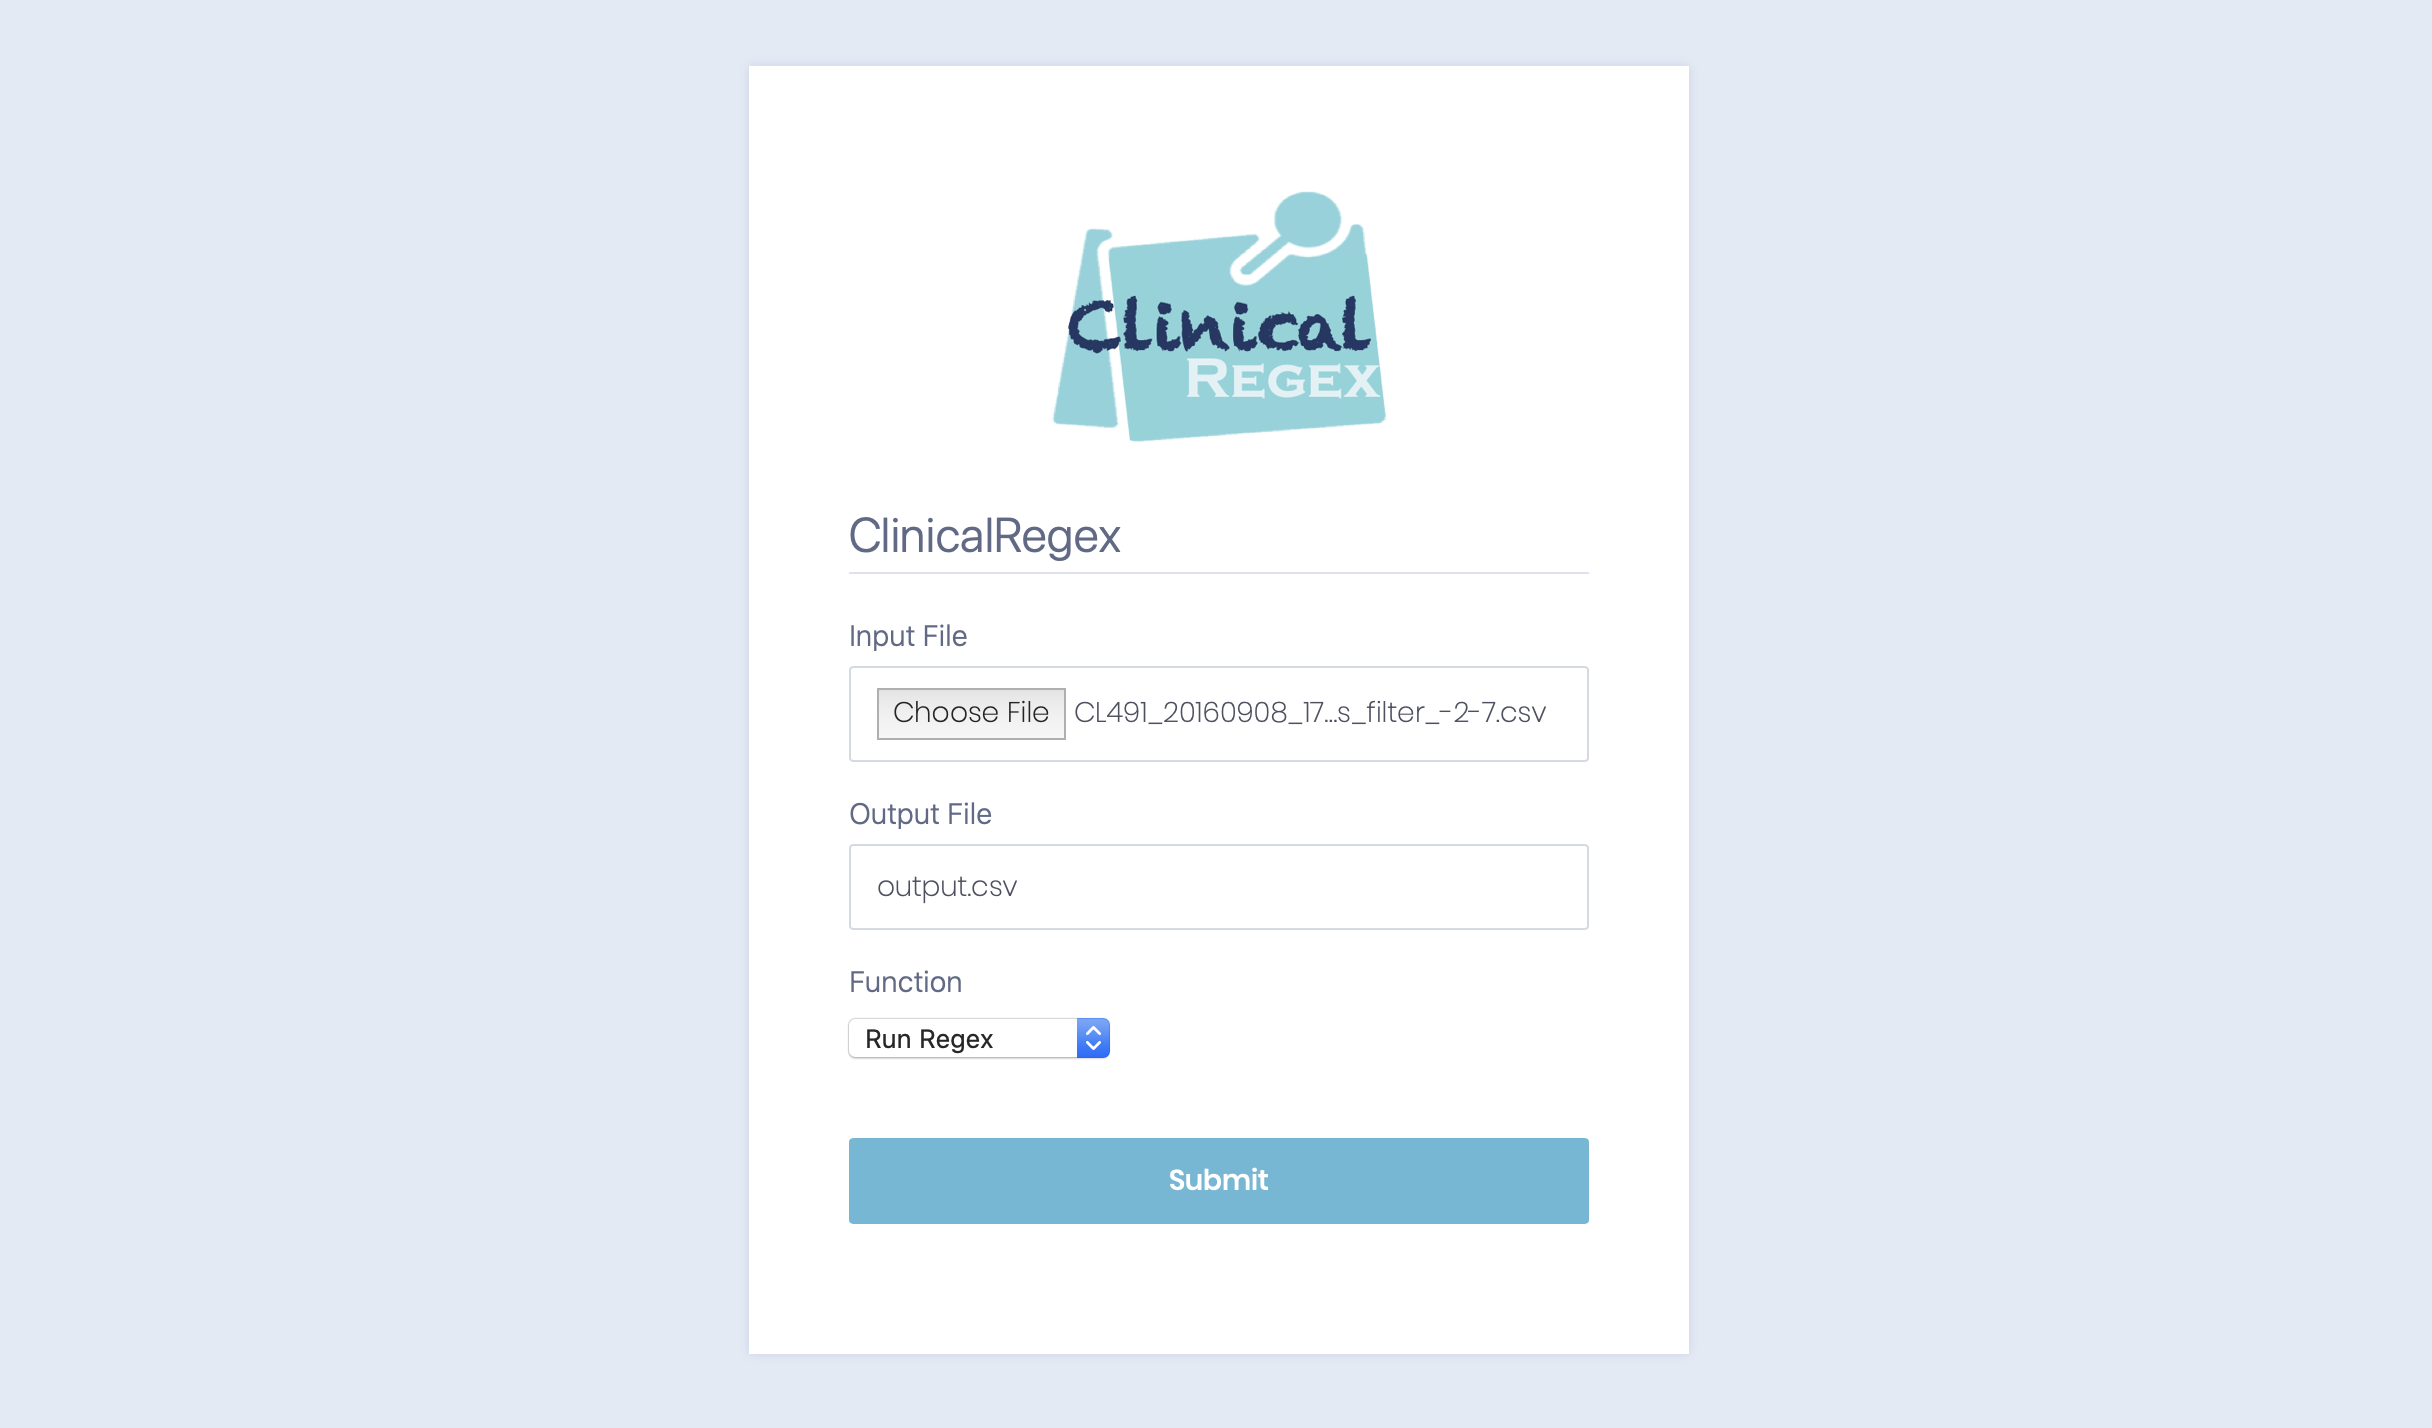 Clinical
REGEX
ClinicalRegex
Input File
Choose File CL491_20160908_17...s_filter_-2-7.csv
Output File
output.csv
Function
Run Regex
Submit